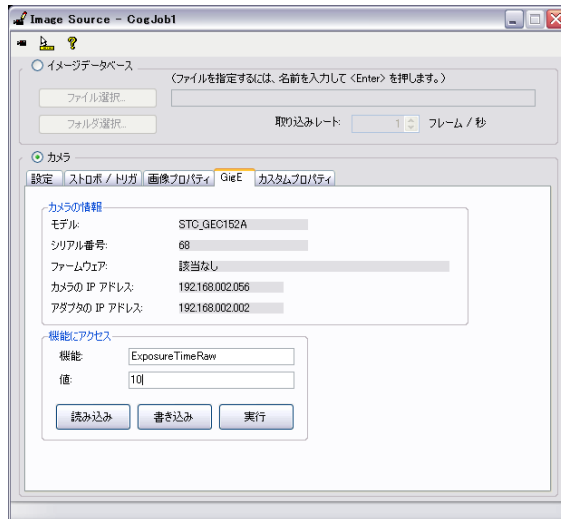 Image Source - CogJob1
イメージデータベース
(ファイルを指定するには、名前を入力して <Enter> を押します。)
ファイル選択...
フォルダ選択...
取り込みレート:
1
フレーム / 秒
カメラ
設定
ストロボ / トリガ
画像プロパティ
GigE
カスタムプロパティ
カメラの情報
モデル:
STC_GEC152A
シリアル番号:
68
ファームウェア:
該当なし
カメラの IP アドレス:
192.168.002.056
アダプタの IP アドレス:
192.168.002.002
機能にアクセス
機能:
ExposureTimeRaw
値:
10
読み込み
書き込み
実行